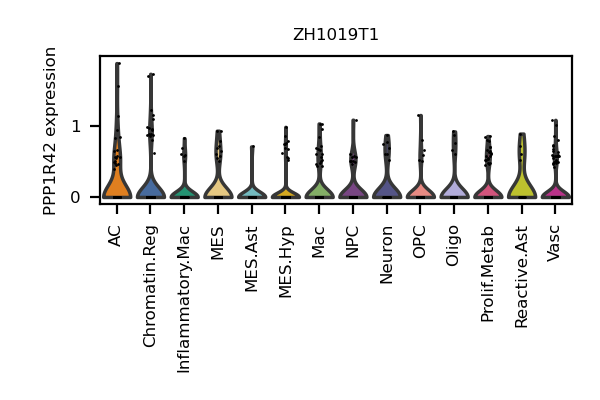 ZH1019T1
PPP1R42 expression
1
0
AC
Chromatin.Reg
Inflammatory.Mac
MES
MES.Ast
MES.Hyp
Mac
NPC
Neuron
OPC
Oligo
Prolif.Metab
Reactive.Ast
Vasc